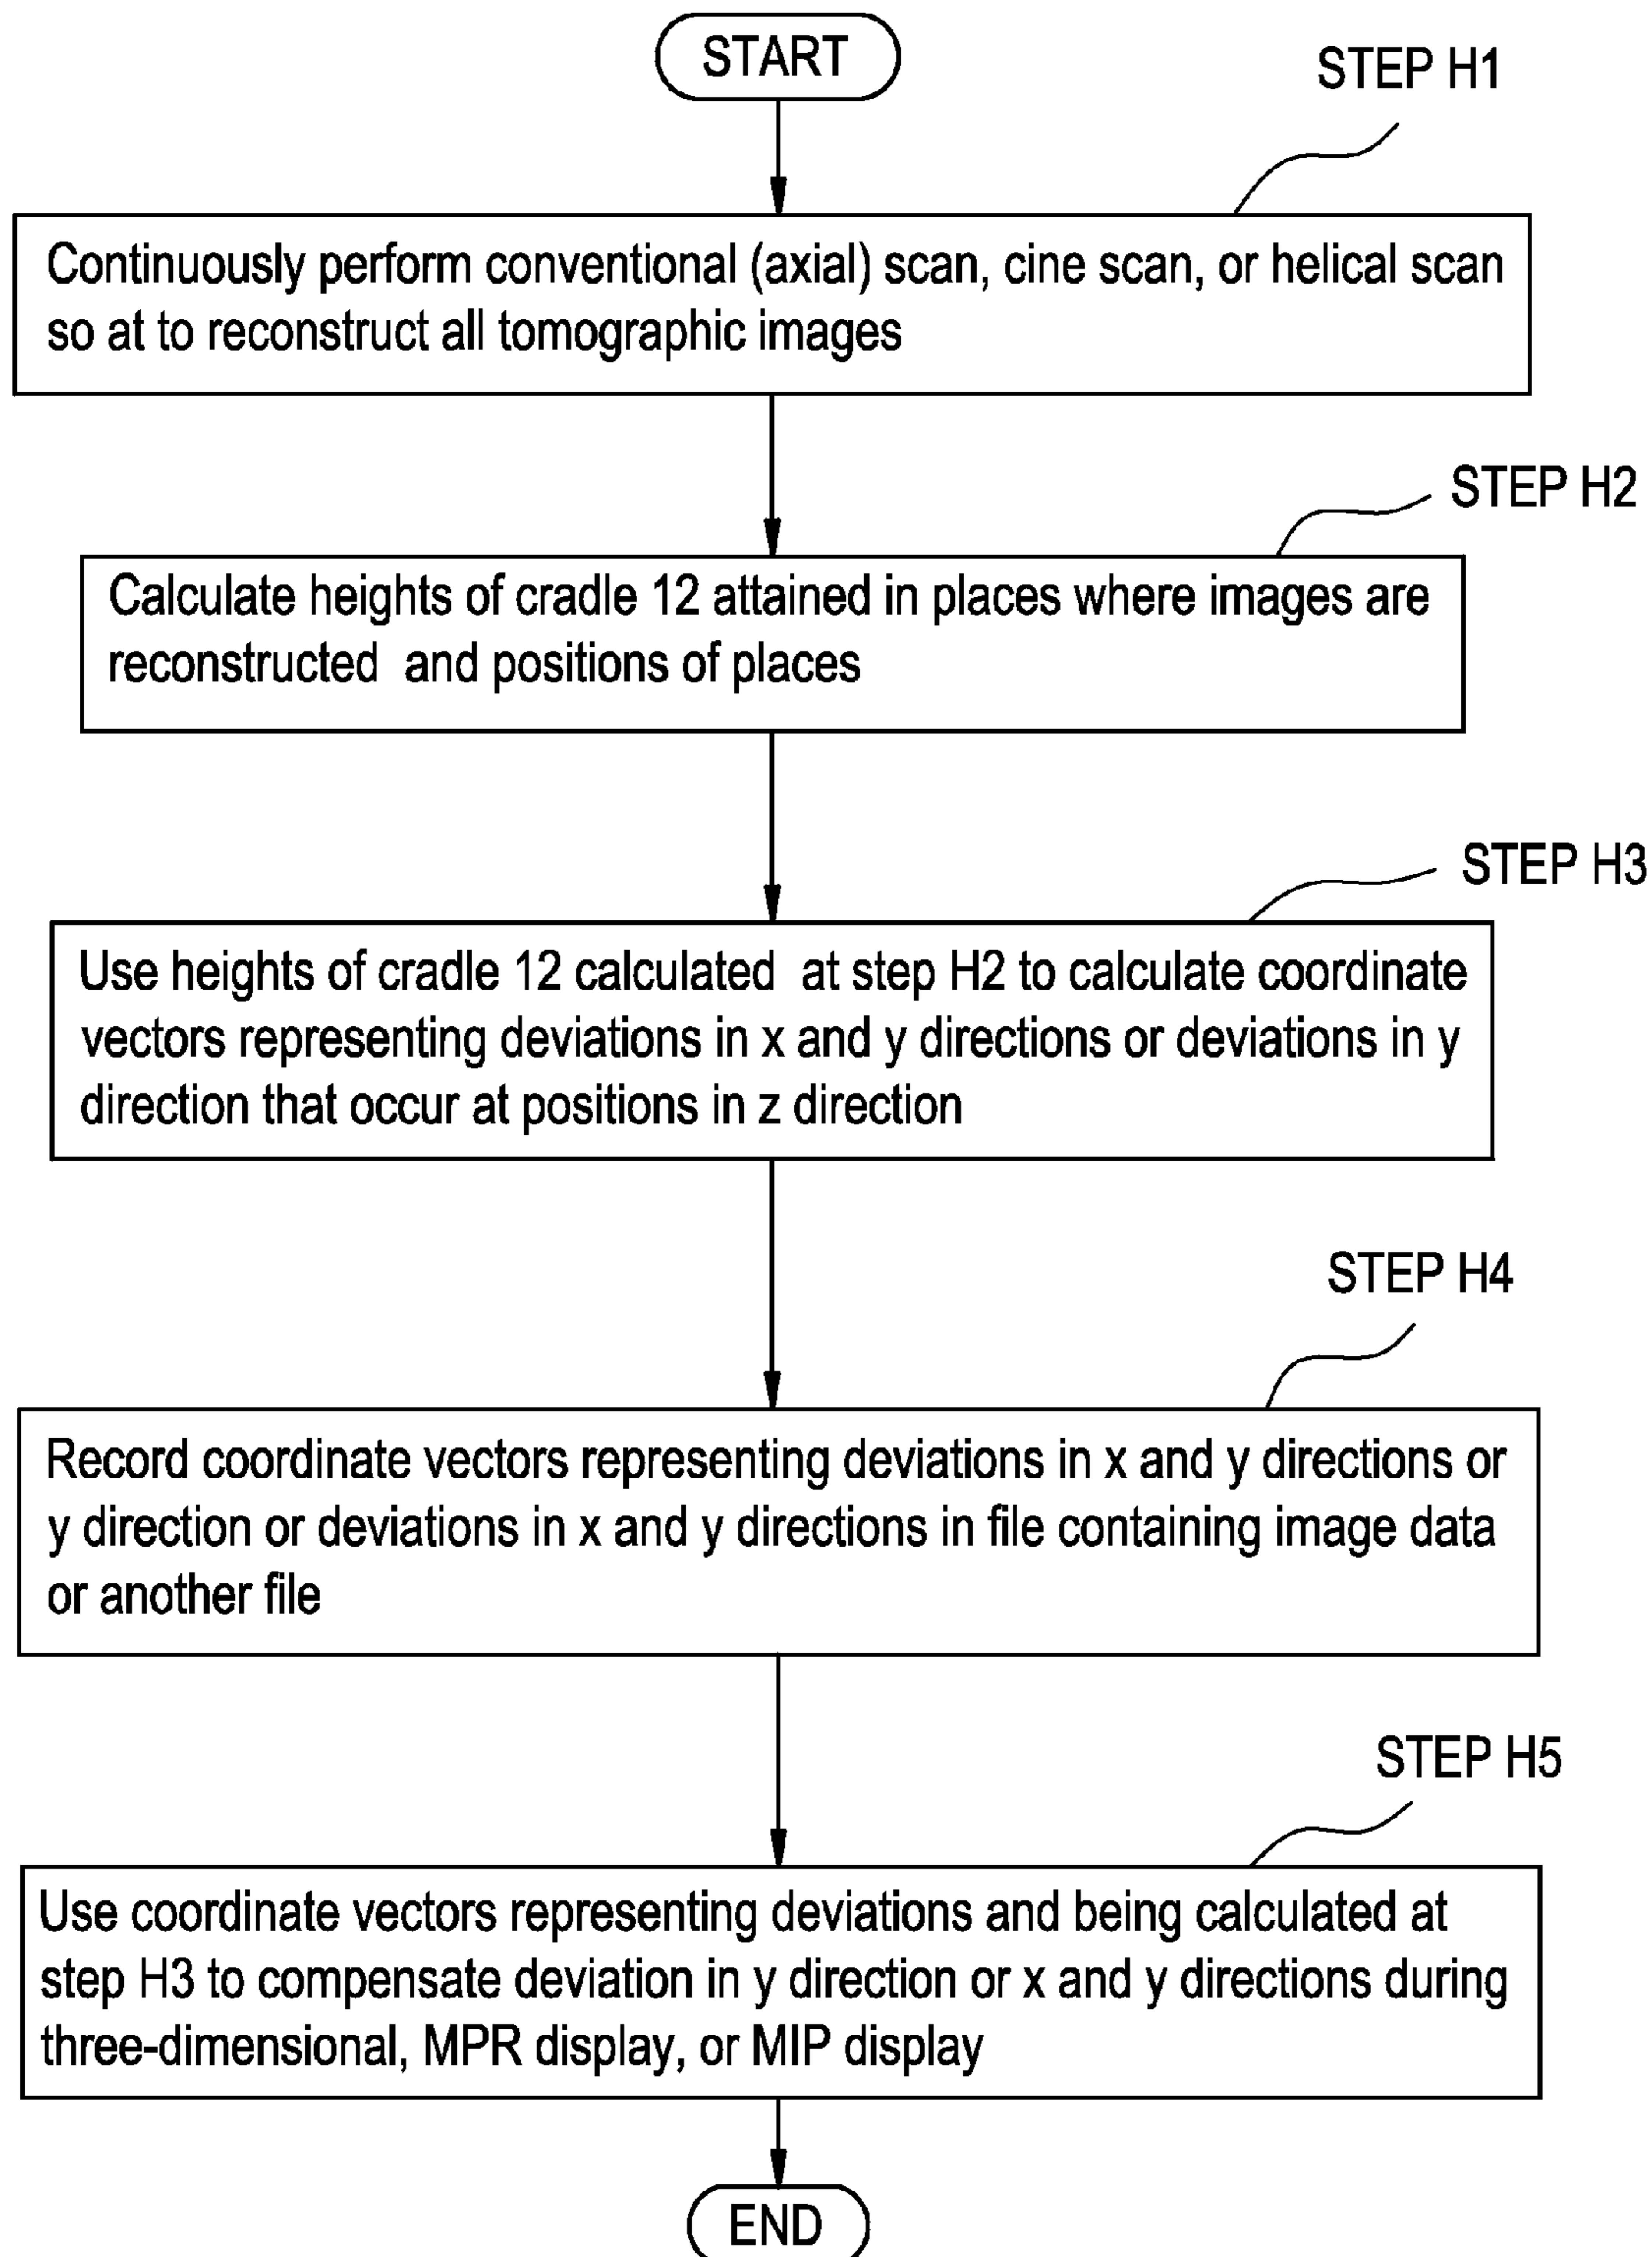 START
STEP H1
Continuously perform conventional (axial) scan, cine scan, or helical scan
so at to reconstruct all tomographic images
STEP H2
Calculate heights of cradle 12 attained in places where images are
reconstructed and positions of places
STEP H3
Use heights of cradle 12 calculated at step H2 to calculate coordinate
vectors representing deviations in x and y directions or deviations in y
direction that occur at positions in z direction
STEP H4
Record coordinate vectors representing deviations in x and y directions or
y direction or deviations in x and y directions in file containing image data
or another file
STEP H5
Use coordinate vectors representing deviations and being calculated at
step H3 to compensate deviation in y direction or x and y directions during
three-dimensional, MPR display, or MIP display
END